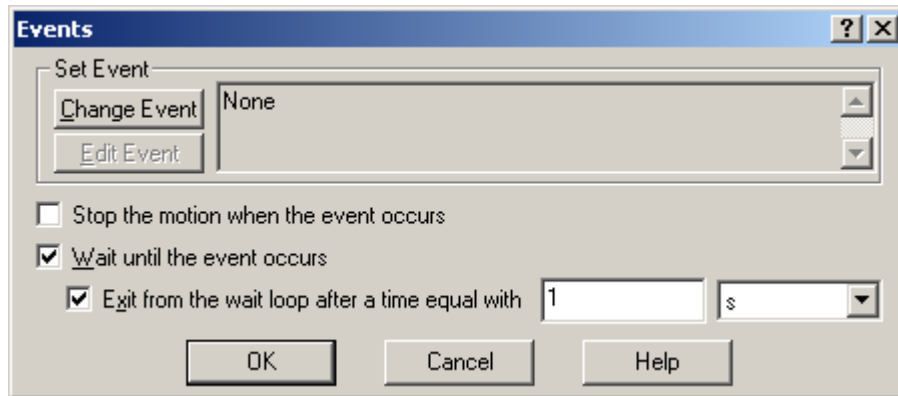 Events
Set Event
Change Event
None
Edit Event
Stop the motion when the event occurs
Wait until the event occurs
Exit from the wait loop after a time equal with 1 s
OK Cancel Help